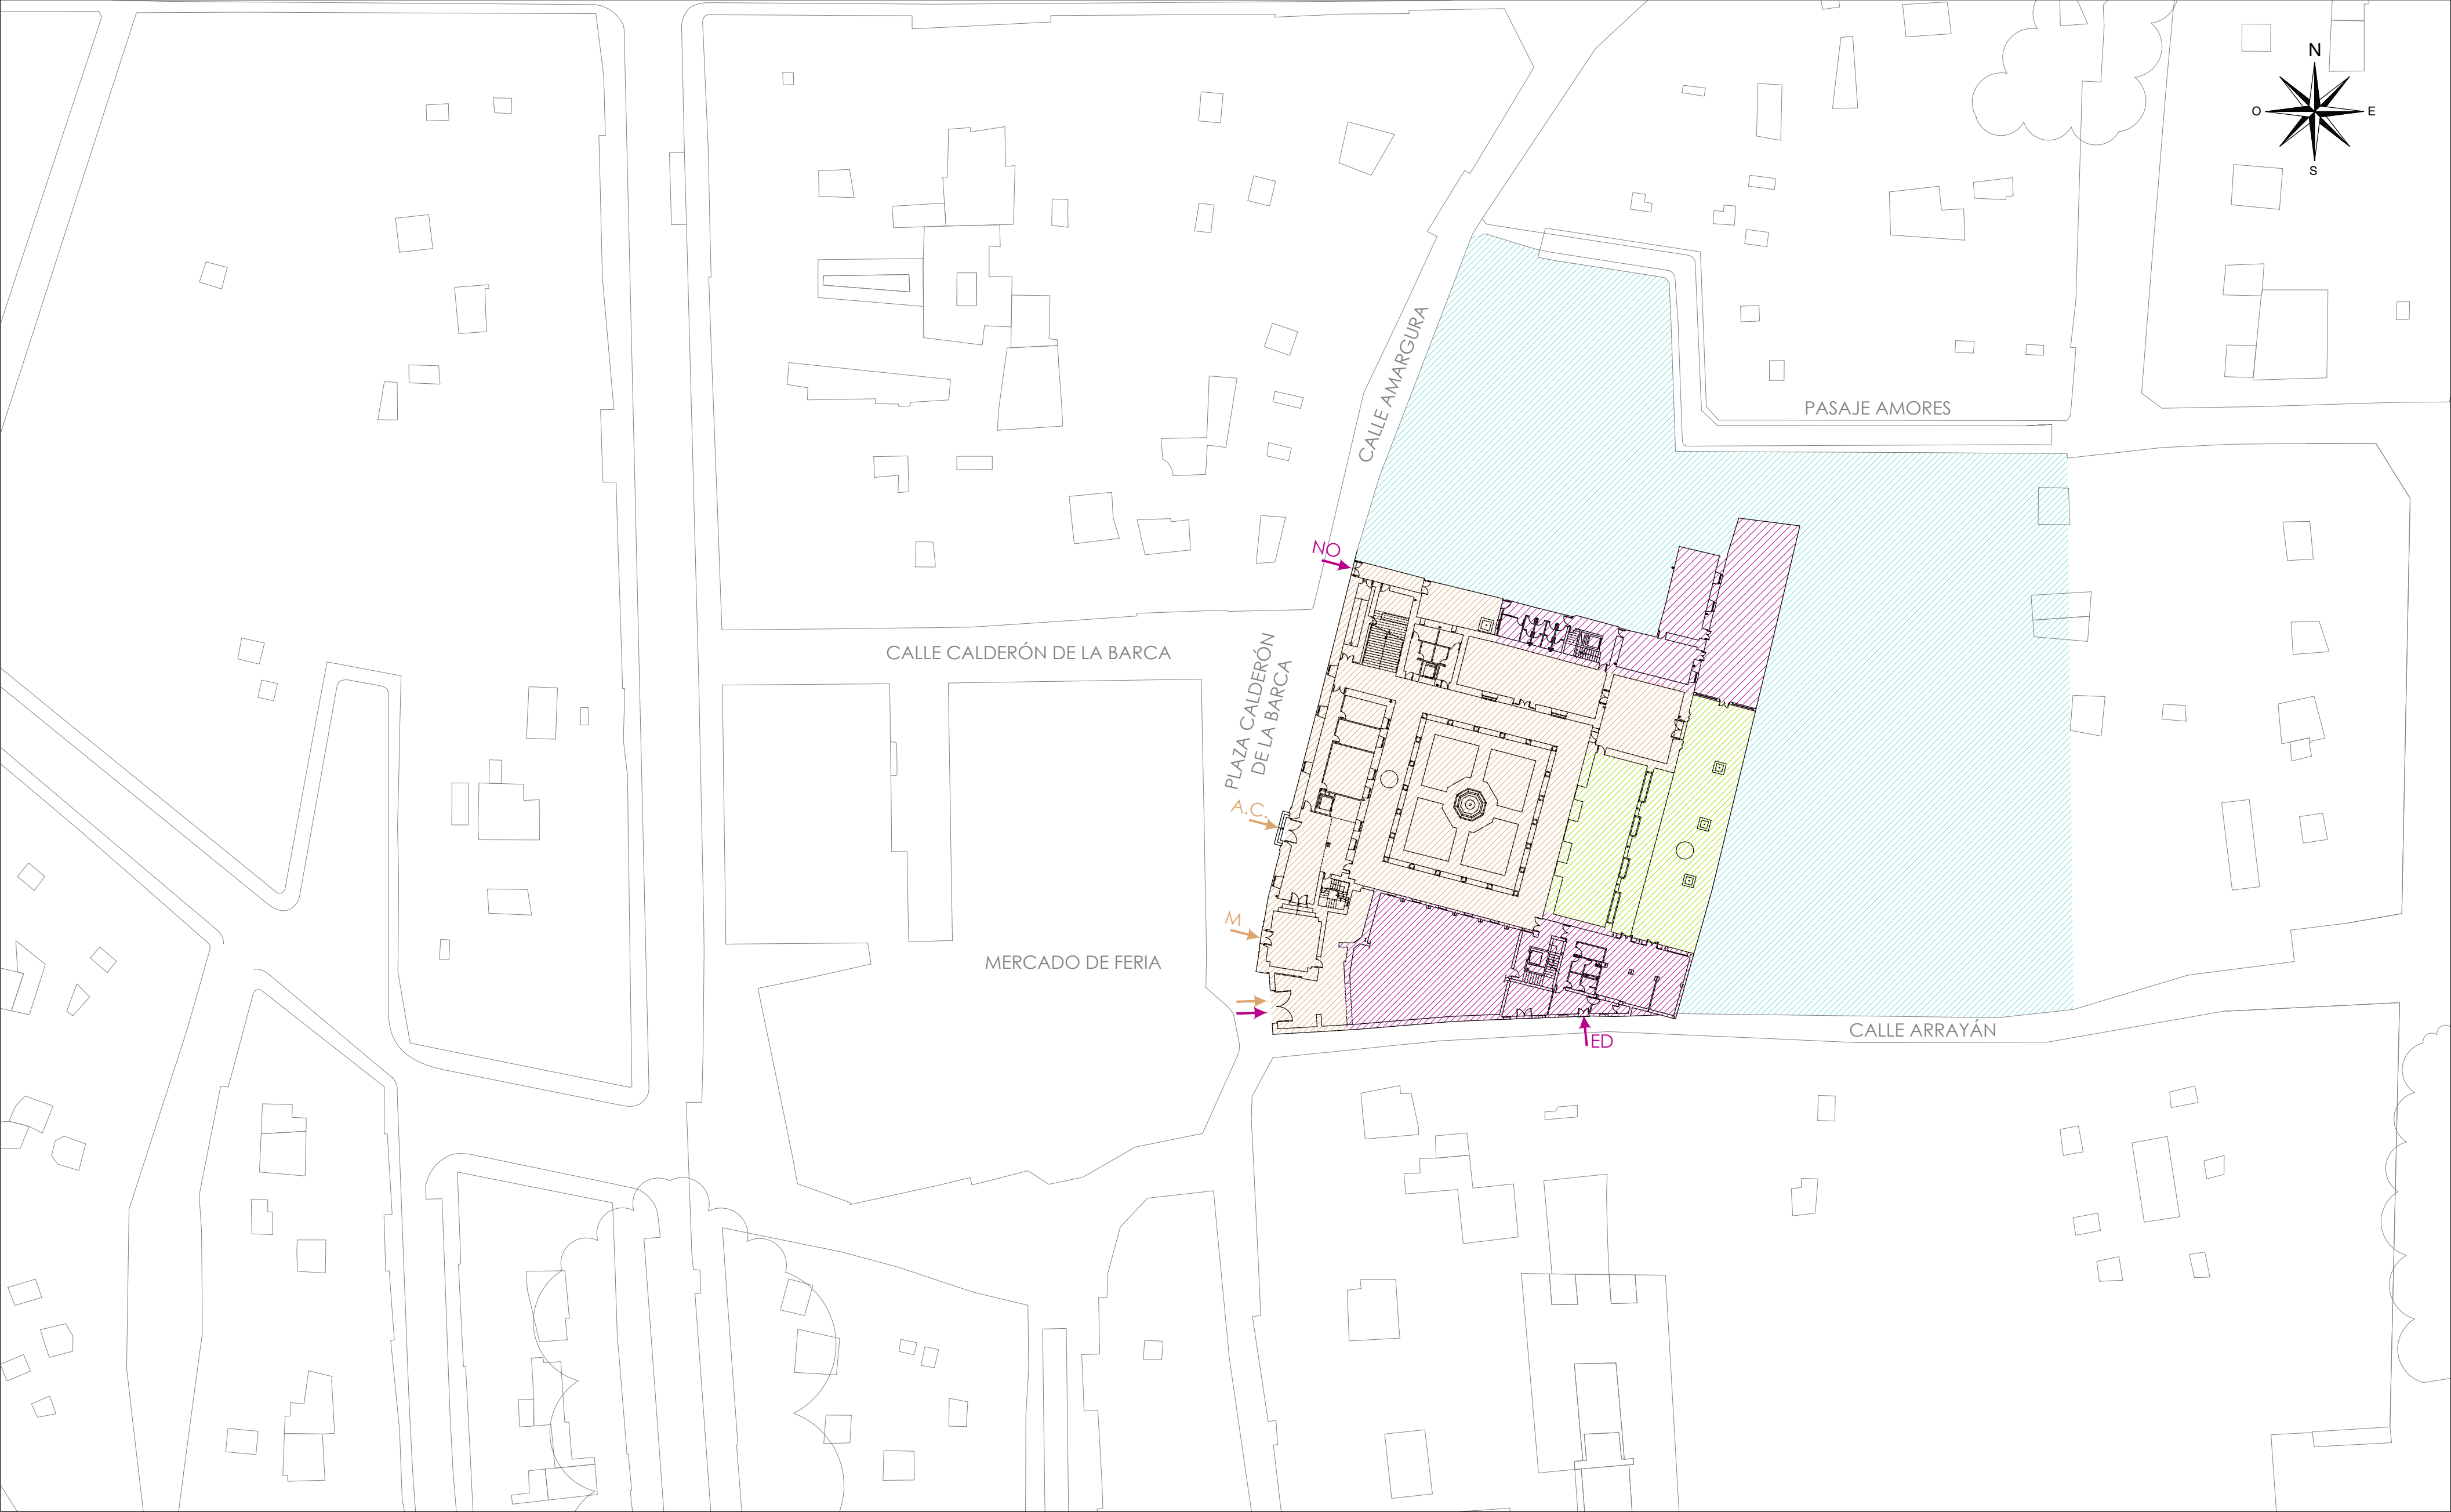 N
O
E
S
CALLE AMARGURA
PASAJE AMORES
NO
CALLE CALDERÓN DE LA BARCA
PLAZA CALDERÓN
DE LA BARCA
A.C.
M
MERCADO DE FERIA
CALLE ARRAYÁN
ED